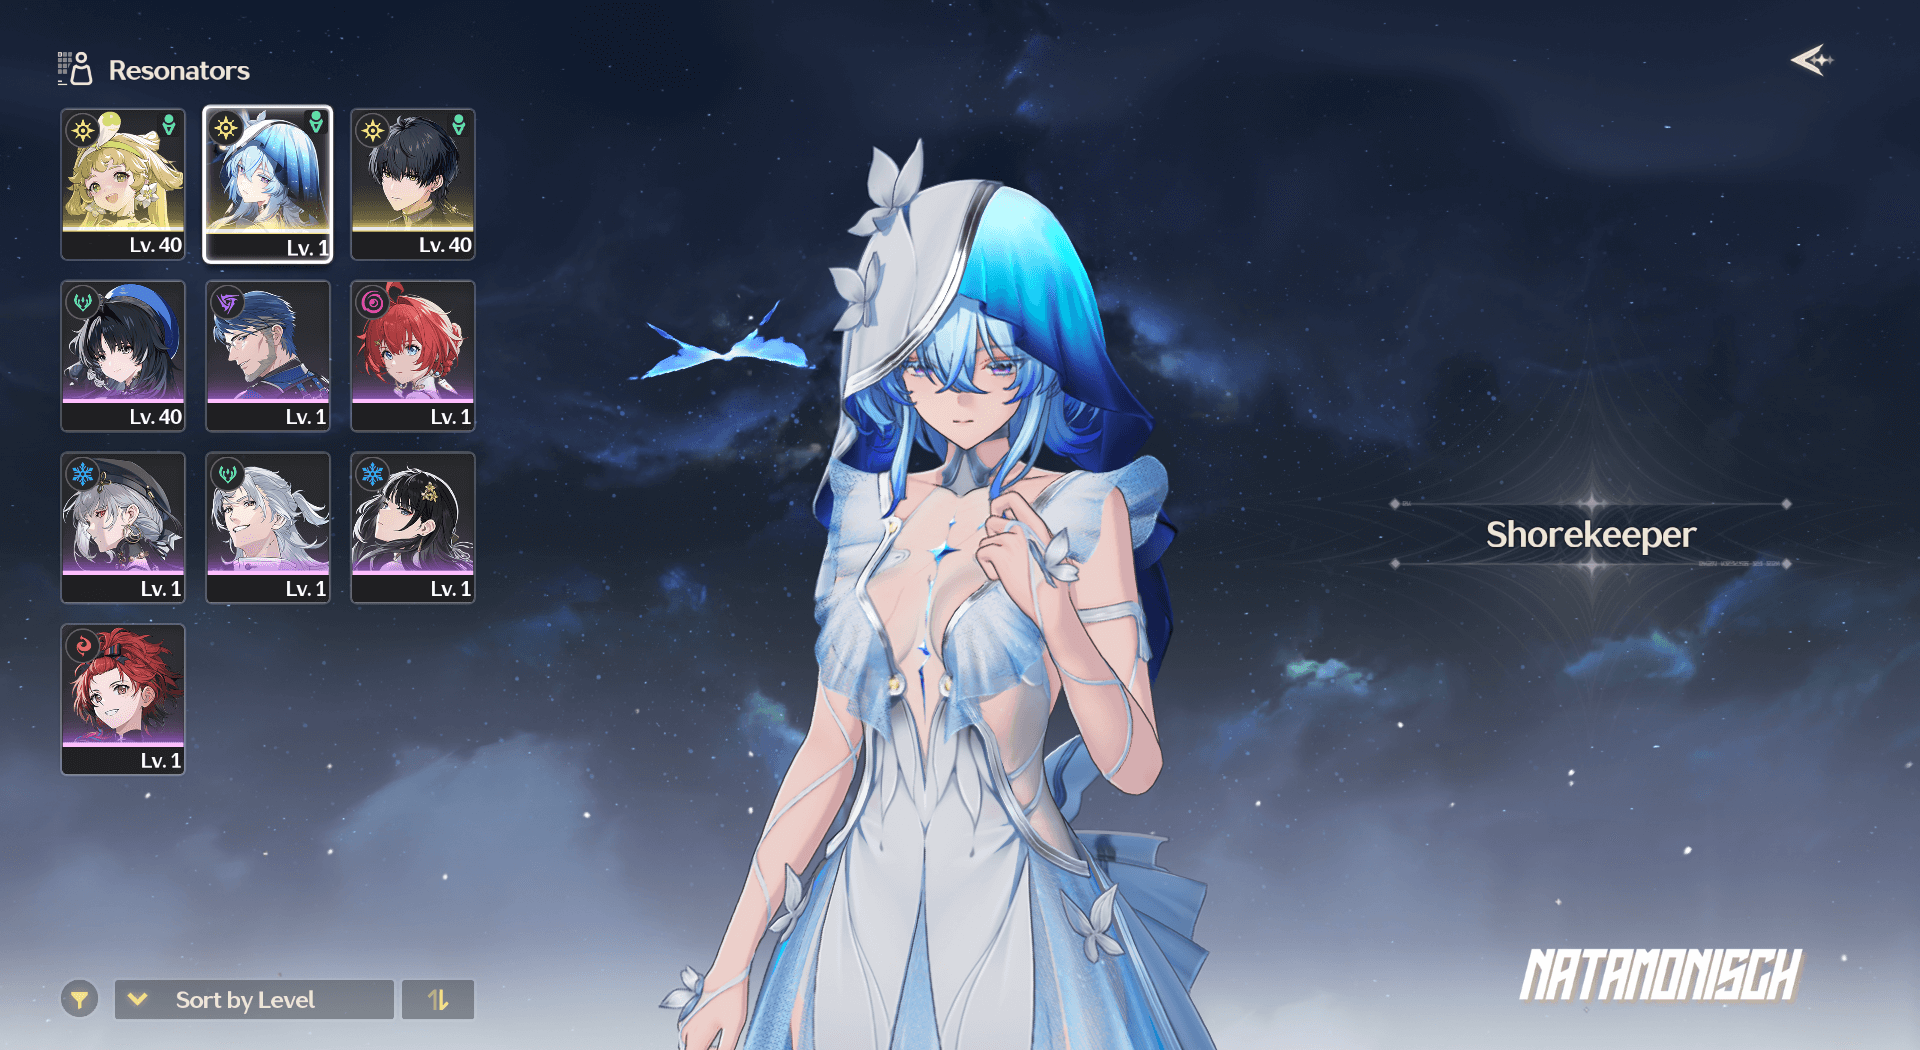 Resonators
Lv. 40
Lv. 1
Lv. 40
Lv. 40
Lv. 1
Lv. 1
Lv. 1
Lv. 1
Lv. 1
Lv. 1
Shorekeeper
Sort by Level
NATAMONISCH